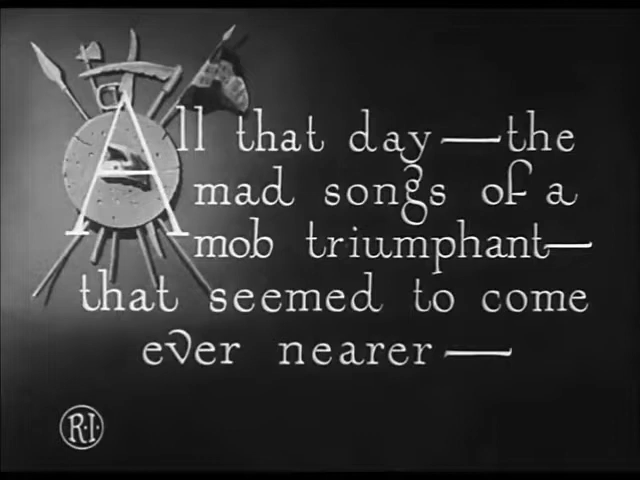 All that day—the
mad songs of a
mob triumphant—
that seemed to come
ever nearer—
R.I.